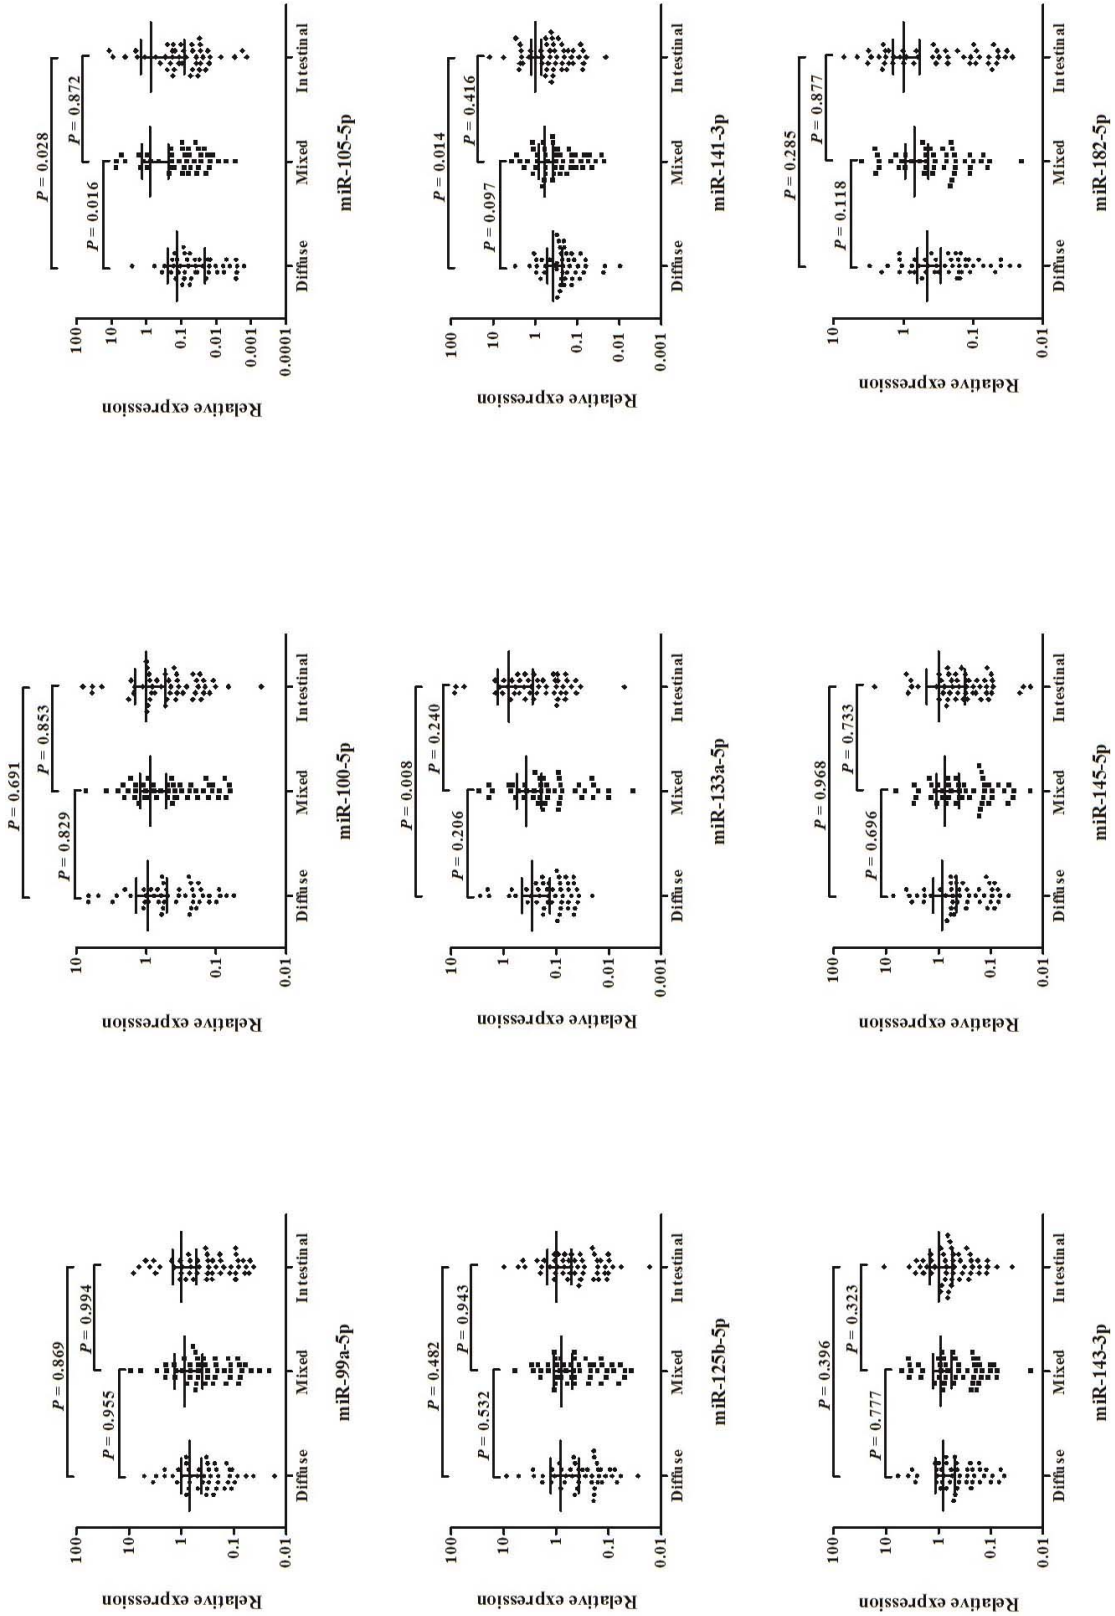 P = 0.869
P = 0.955
P = 0.994
100
10
1
0.1
0.01
Relative expression
Diffuse Mixed Intestinal
miR-99a-5p
P = 0.691
P = 0.829
P = 0.853
10
1
0.1
0.01
Relative expression
Diffuse Mixed Intestinal
miR-100-5p
P = 0.028
P = 0.016
P = 0.872
100
10
1
0.1
0.01
0.001
0.0001
Relative expression
Diffuse Mixed Intestinal
miR-105-5p
P = 0.482
P = 0.532
P = 0.943
100
10
1
0.1
0.01
Relative expression
Diffuse Mixed Intestinal
miR-125b-5p
P = 0.008
P = 0.206
P = 0.240
10
1
0.1
0.01
0.001
Relative expression
Diffuse Mixed Intestinal
miR-133a-5p
P = 0.014
P = 0.097
P = 0.416
100
10
1
0.1
0.01
0.001
Relative expression
Diffuse Mixed Intestinal
miR-141-3p
P = 0.396
P = 0.777
P = 0.323
100
10
1
0.1
0.01
Relative expression
Diffuse Mixed Intestinal
miR-143-3p
P = 0.968
P = 0.696
P = 0.733
100
10
1
0.1
0.01
Relative expression
Diffuse Mixed Intestinal
miR-145-5p
P = 0.285
P = 0.118
P = 0.877
10
1
0.1
0.01
Relative expression
Diffuse Mixed Intestinal
miR-182-5p